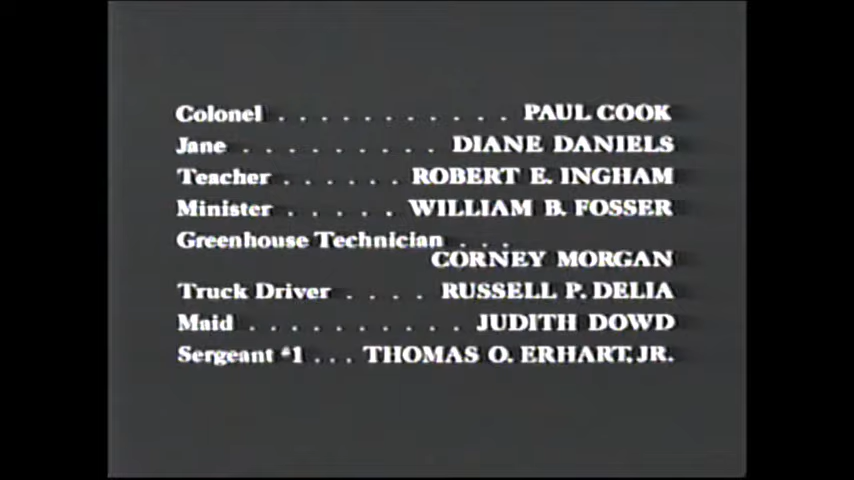 Colonel . . . . . . . . . . . PAUL COOK
Jane . . . . . . . . . DIANE DANIELS
Teacher . . . . . . ROBERT E. INGHAM
Minister . . . . . WILLIAM B. FOSSER
Greenhouse Technician . . .
CORNEY MORGAN
Truck Driver . . . . RUSSELL P. DELIA
Maid . . . . . . . . . . JUDITH DOWD
Sergeant #1 . . . THOMAS O. ERHART, JR.